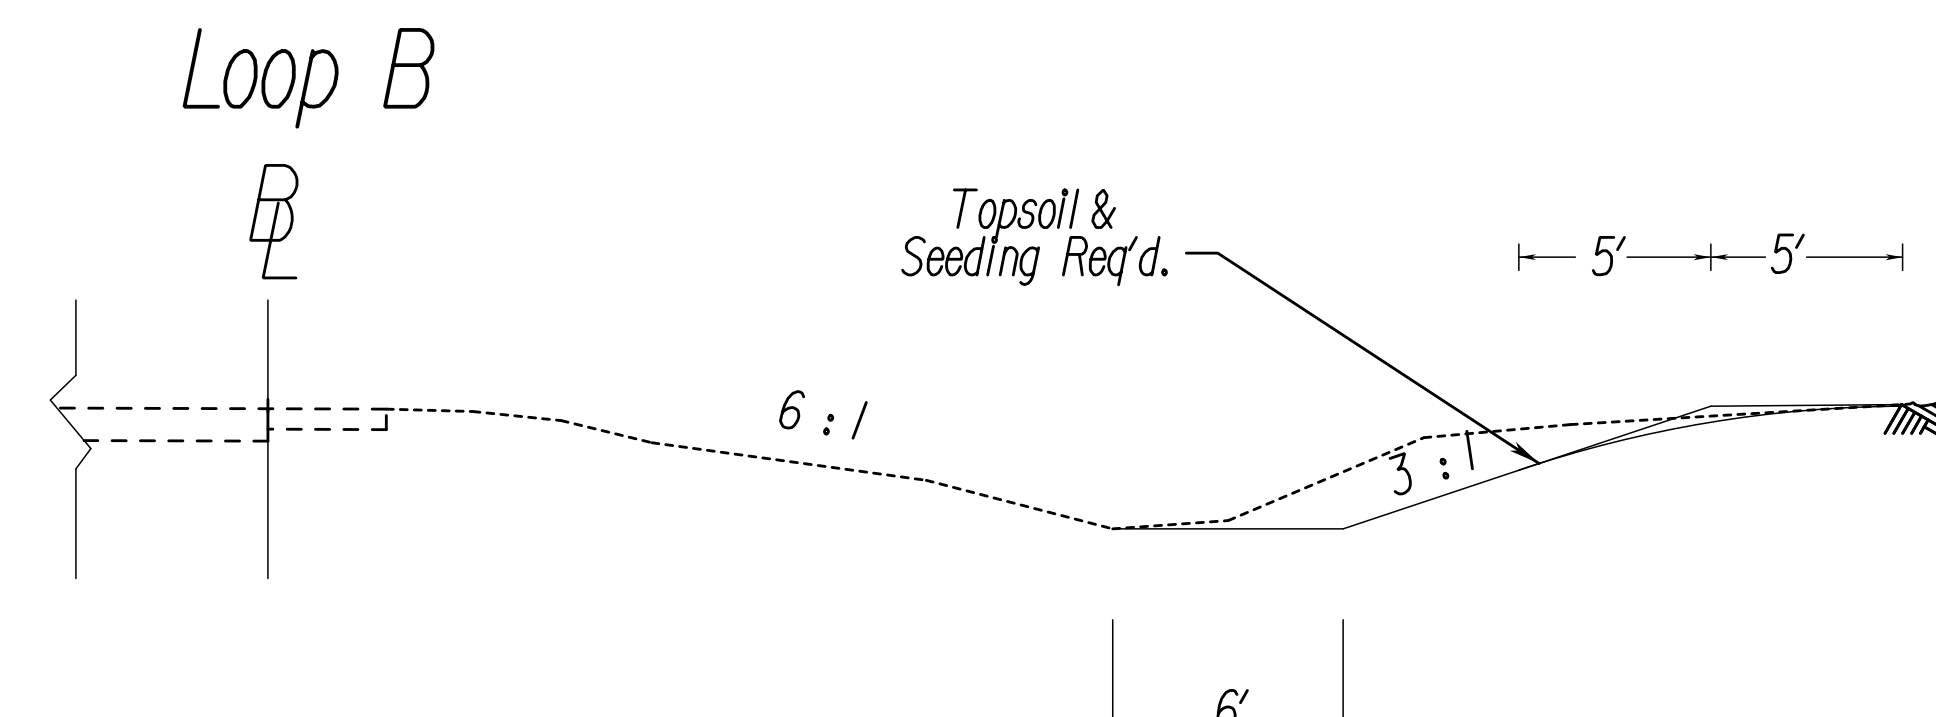 Loop B
BL
Topsoil &
Seeding Req'd.
5' 5'
6:1
3:1
6'